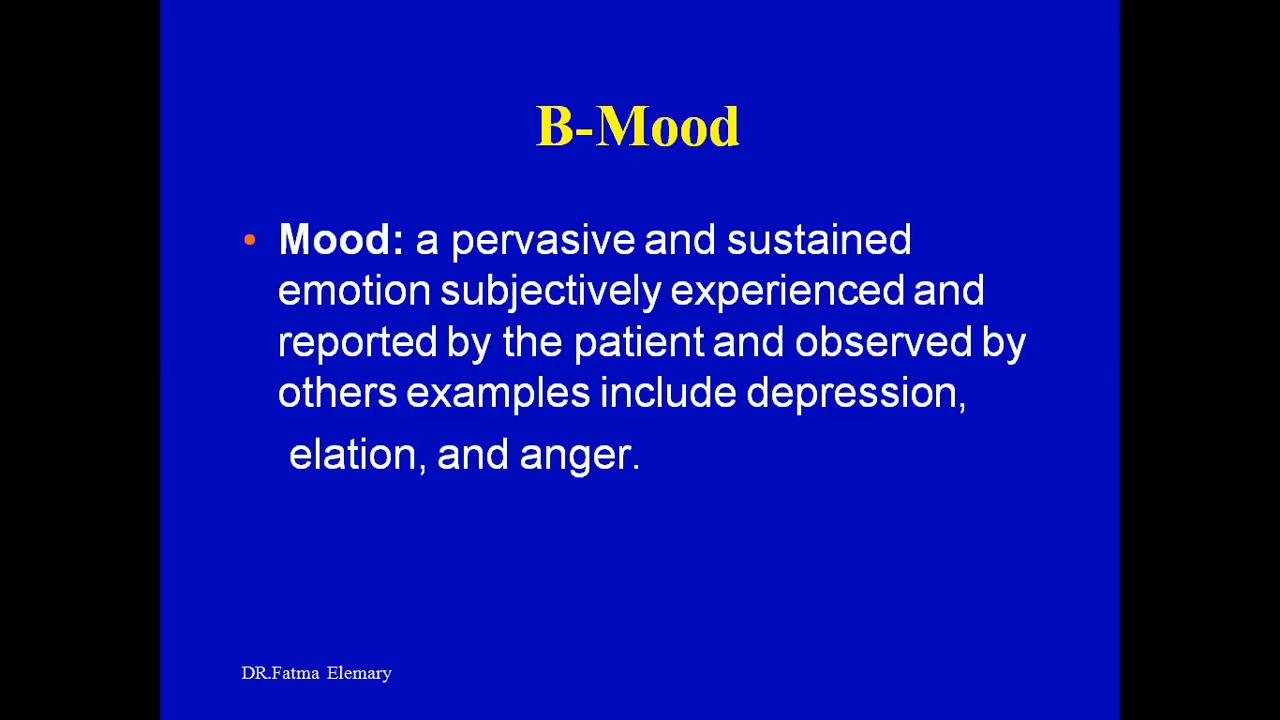 B-Mood
• Mood: a pervasive and sustained
emotion subjectively experienced and
reported by the patient and observed by
others examples include depression,
elation, and anger.
DR.Fatma Elemary